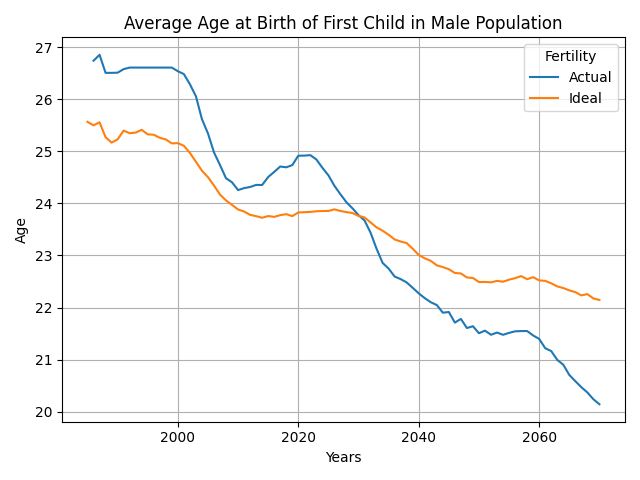 Average Age at Birth of First Child in Male Population
27
26
25
24
23
22
21
20
Age
Fertility
Actual
Ideal
2000 2020 2040 2060
Years